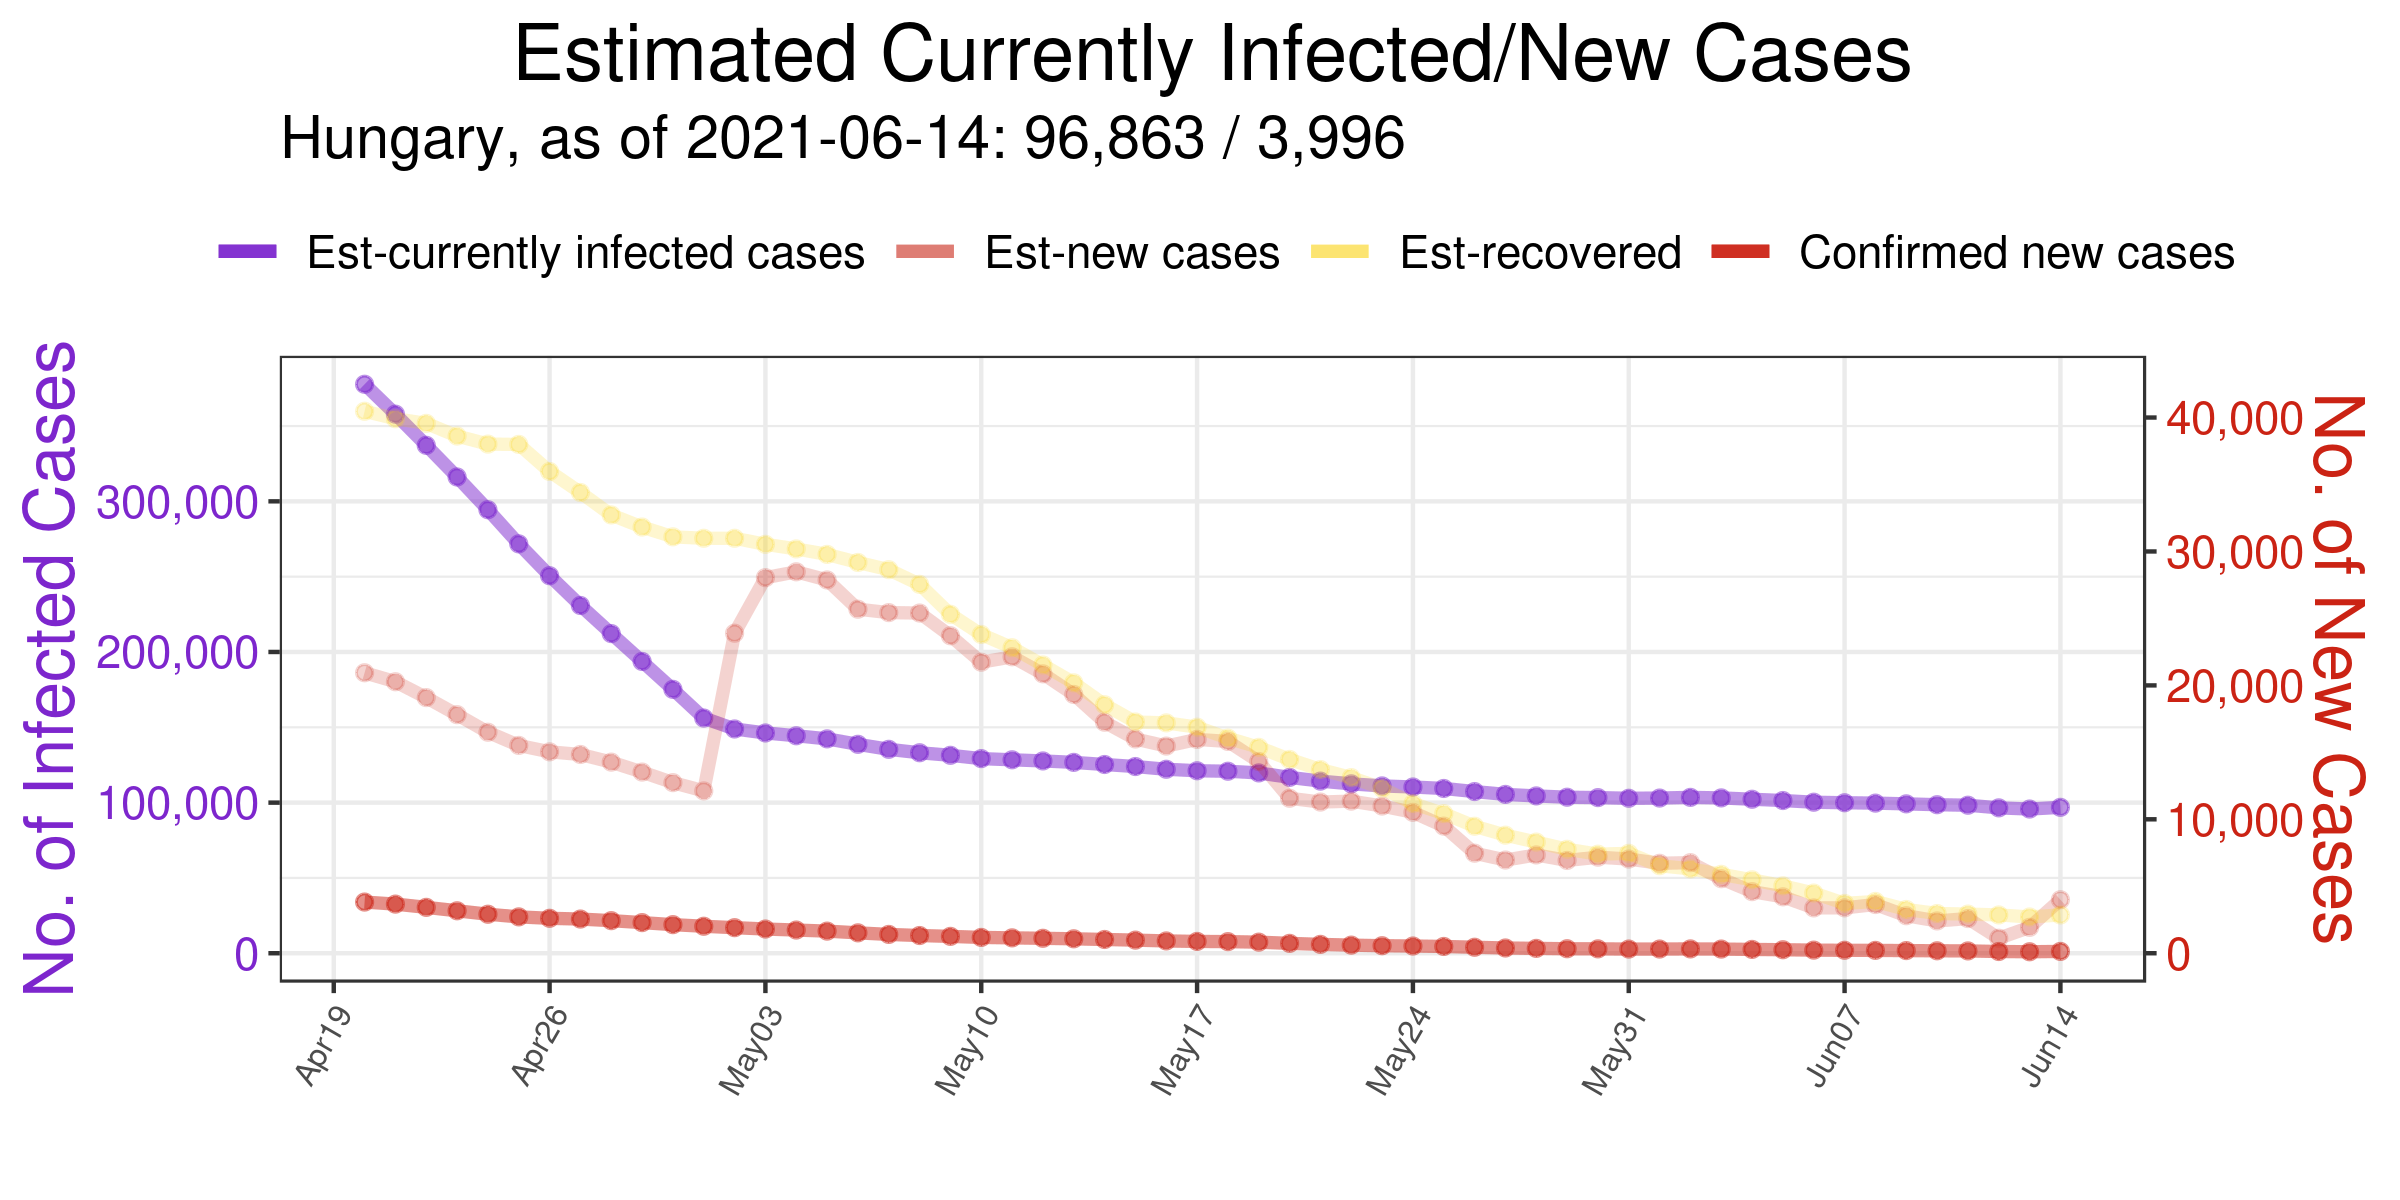 Estimated Currently Infected/New Cases
Hungary, as of 2021-06-14: 96,863 / 3,996
Est-currently infected cases Est-new cases Est-recovered Confirmed new cases
No. of Infected Cases
300,000
200,000
100,000
0
40,000
30,000
20,000
10,000
0
No. of New Cases
Apr19 Apr26 May03 May10 May17 May24 May31 Jun07 Jun14